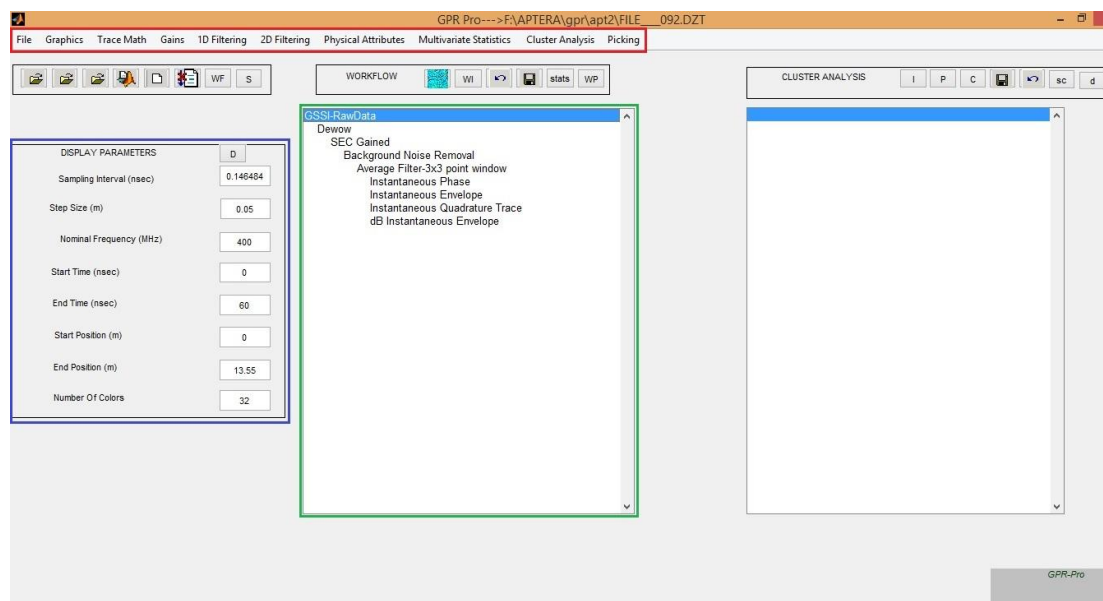 GPR Pro--->F:\APTERA\gpr\apt2\FILE___092.DZT
File Graphics Trace Math Gains 1D Filtering 2D Filtering Physical Attributes Multivariate Statistics Cluster Analysis Picking
WF S
WORKFLOW WI stats WP
CLUSTER ANALYSIS I P C sc d
DISPLAY PARAMETERS D
Sampling Interval (nsec) 0.146484
Step Size (m) 0.05
Nominal Frequency (MHz) 400
Start Time (nsec) 0
End Time (nsec) 60
Start Position (m) 0
End Position (m) 13.55
Number Of Colors 32
GSSI-RawData
Dewow
SEC Gained
Background Noise Removal
Average Filter-3x3 point window
Instantaneous Phase
Instantaneous Envelope
Instantaneous Quadrature Trace
dB Instantaneous Envelope
GPR-Pro